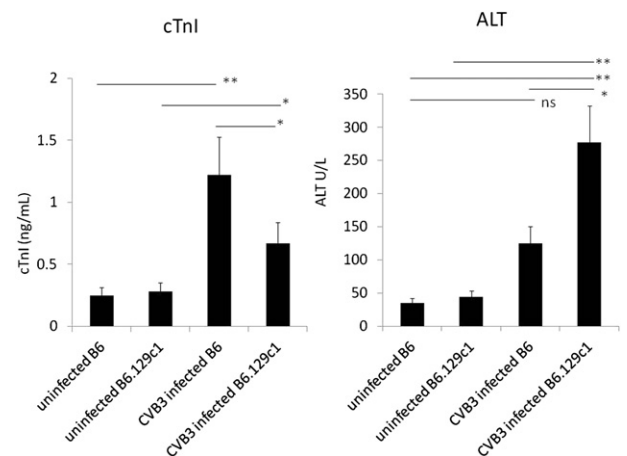 cTnI
**
*
*
2
1.5
1
0.5
0
cTnI (ng/mL)
uninfected B6
uninfected B6.129c1
CVB3 infected B6
CVB3 infected B6.129c1
ALT
**
**
*
ns
350
300
250
200
150
100
50
0
ALT U/L
uninfected B6
uninfected B6.129c1
CVB3 infected B6
CVB3 infected B6.129c1